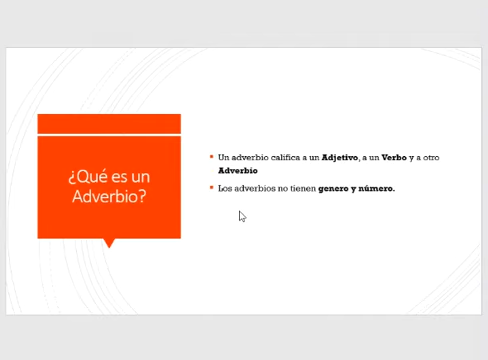 ¿Qué es un
Adverbio?
Un adverbio califica a un Adjetivo, a un Verbo y a otro
Adverbio
Los adverbios no tienen genero y número.